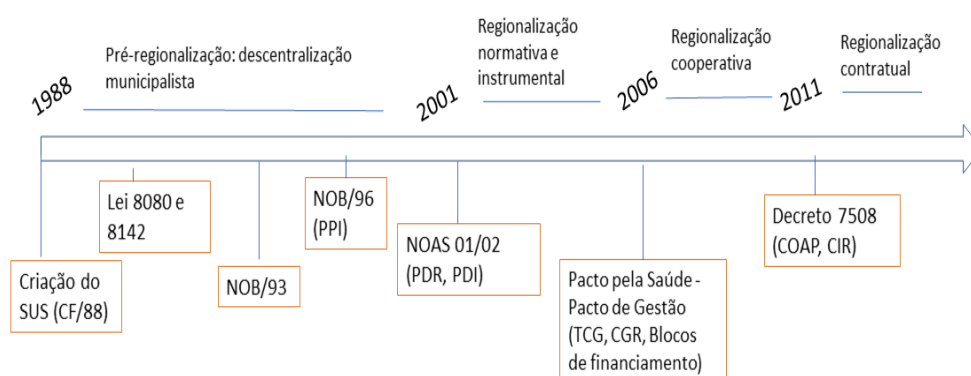 Pré-regionalização: descentralização
municipalista
Regionalização
normativa e
instrumental
Regionalização
cooperativa
Regionalização
contratual
1988
2001
2006
2011
Criação do
SUS (CF/88)
Lei 8080 e
8142
NOB/93
NOB/96
(PPI)
NOAS 01/02
(PDR, PDI)
Pacto pela Saúde -
Pacto de Gestão
(TCG, CGR, Blocos
de financiamento)
Decreto 7508
(COAP, CIR)